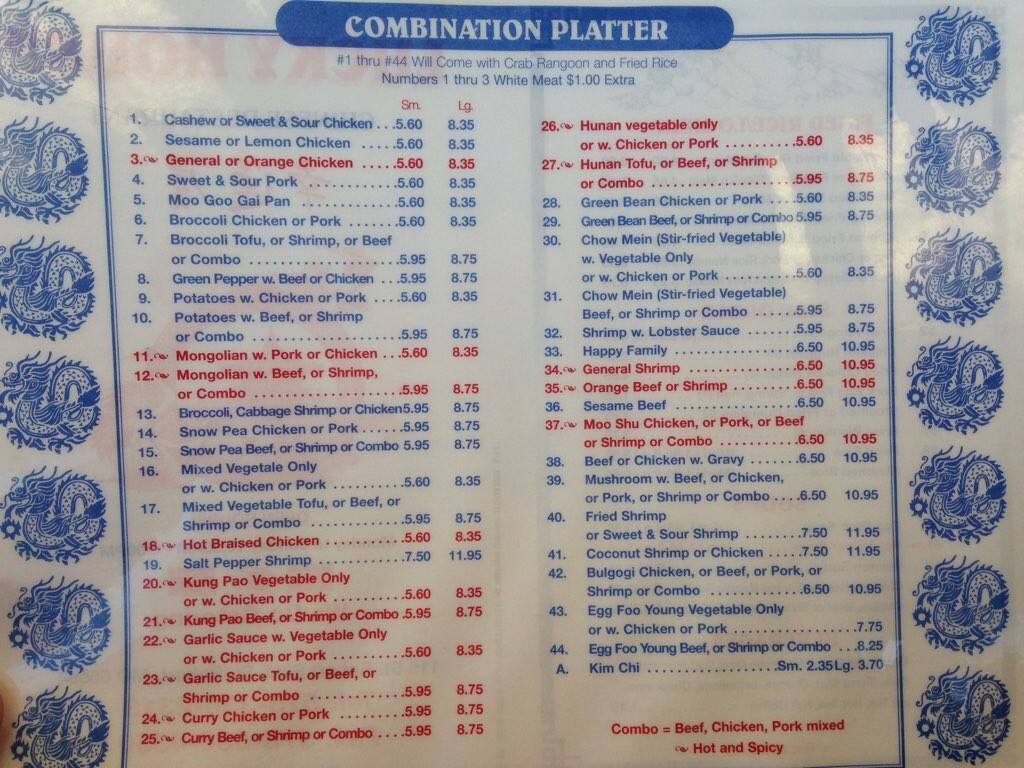 COMBINATION PLATTER
#1 thru #44 Will Come with Crab Rangoon and Fried Rice
Numbers 1 thru 3 White Meat $1.00 Extra
Sm. Lg.
1. Cashew or Sweet & Sour Chicken . . .5.60 8.35
2. Sesame or Lemon Chicken . . . . .5.60 8.35
3. General or Orange Chicken . . . .5.60 8.35
4. Sweet & Sour Pork . . . . . . . . . .5.60 8.35
5. Moo Goo Gai Pan . . . . . . . . . . .5.60 8.35
6. Broccoli Chicken or Pork . . . . . .5.60 8.35
7. Broccoli Tofu, or Shrimp, or Beef
or Combo . . . . . . . . . . . . . . . . .5.95 8.75
8. Green Pepper w. Beef or Chicken . . .5.95 8.75
9. Potatoes w. Chicken or Pork . . . .5.60 8.35
10. Potatoes w. Beef, or Shrimp
or Combo . . . . . . . . . . . . . . . . .5.95 8.75
11. Mongolian w. Pork or Chicken . . .5.60 8.35
12. Mongolian w. Beef, or Shrimp,
or Combo . . . . . . . . . . . . . . . . .5.95 8.75
13. Broccoli, Cabbage Shrimp or Chicken5.95 8.75
14. Snow Pea Chicken or Pork . . . . .5.95 8.75
15. Snow Pea Beef, or Shrimp or Combo 5.95 8.75
16. Mixed Vegetale Only
or w. Chicken or Pork . . . . . . . .5.60 8.35
17. Mixed Vegetable Tofu, or Beef, or
Shrimp or Combo . . . . . . . . . . .5.95 8.75
18. Hot Braised Chicken . . . . . . . . .5.60 8.35
19. Salt Pepper Shrimp . . . . . . . . . .7.50 11.95
20. Kung Pao Vegetable Only
or w. Chicken or Pork . . . . . . . .5.60 8.35
21. Kung Pao Beef, or Shrimp or Combo .5.95 8.75
22. Garlic Sauce w. Vegetable Only
or w. Chicken or Pork . . . . . . . .5.60 8.35
23. Garlic Sauce Tofu, or Beef, or
Shrimp or Combo . . . . . . . . . . .5.95 8.75
24. Curry Chicken or Pork . . . . . . . .5.95 8.75
25. Curry Beef, or Shrimp or Combo . . . .5.95 8.75
26. Hunan vegetable only
or w. Chicken or Pork . . . . . . . .5.60 8.35
27. Hunan Tofu, or Beef, or Shrimp
or Combo . . . . . . . . . . . . . . . . .5.95 8.75
28. Green Bean Chicken or Pork . . . .5.60 8.35
29. Green Bean Beef, or Shrimp or Combo 5.95 8.75
30. Chow Mein (Stir-fried Vegetable)
w. Vegetable Only
or w. Chicken or Pork . . . . . . . .5.60 8.35
31. Chow Mein (Stir-fried Vegetable)
Beef, or Shrimp or Combo . . . . .5.95 8.75
32. Shrimp w. Lobster Sauce . . . . . .5.95 8.75
33. Happy Family . . . . . . . . . . . . . .6.50 10.95
34. General Shrimp . . . . . . . . . . . . .6.50 10.95
35. Orange Beef or Shrimp . . . . . . .6.50 10.95
36. Sesame Beef . . . . . . . . . . . . . .6.50 10.95
37. Moo Shu Chicken, or Pork, or Beef
or Shrimp or Combo . . . . . . . . .6.50 10.95
38. Beef or Chicken w. Gravy . . . . . . .6.50 10.95
39. Mushroom w. Beef, or Chicken,
or Pork, or Shrimp or Combo . . . .6.50 10.95
40. Fried Shrimp
or Sweet & Sour Shrimp . . . . . .7.50 11.95
41. Coconut Shrimp or Chicken . . . . .7.50 11.95
42. Bulgogi Chicken, or Beef, or Pork, or
Shrimp or Combo . . . . . . . . . . .6.50 10.95
43. Egg Foo Young Vegetable Only
or w. Chicken or Pork . . . . . . . . . . . . . . . .7.75
44. Egg Foo Young Beef, or Shrimp or Combo . . .8.25
A. Kim Chi . . . . . . . . . . . . . . . .Sm. 2.35 Lg. 3.70
Combo = Beef, Chicken, Pork mixed
Hot and Spicy